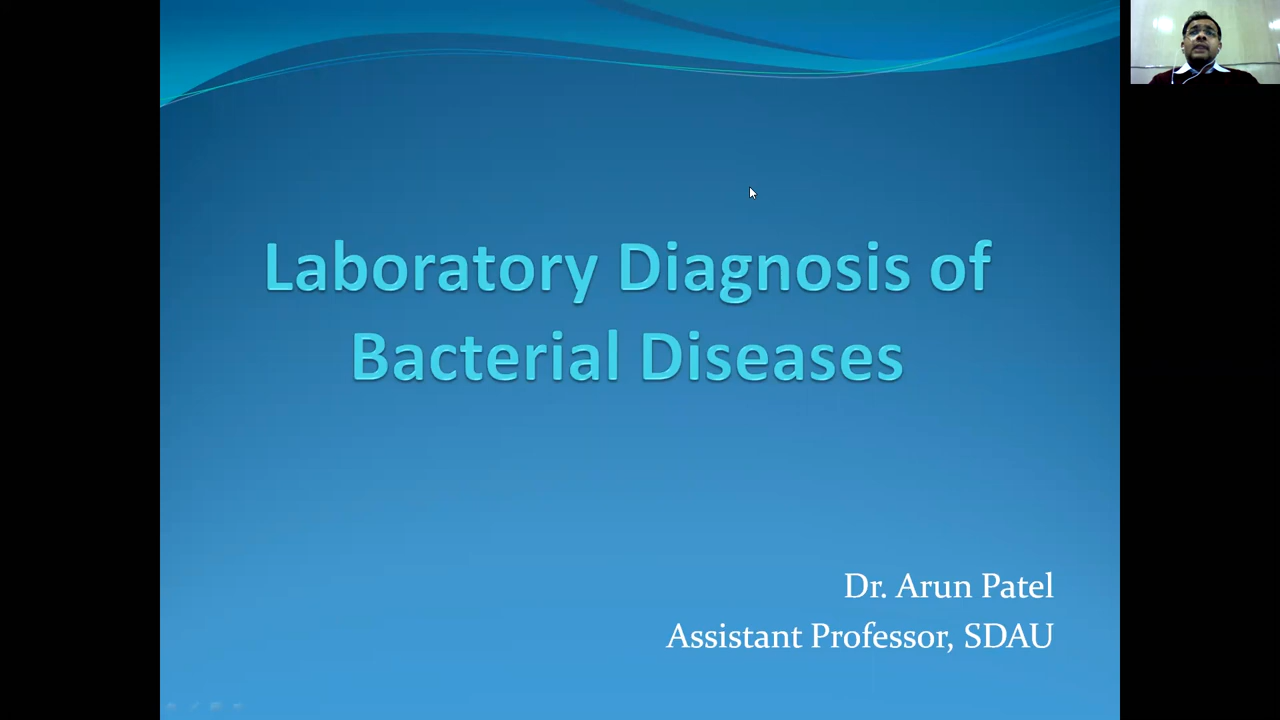 Laboratory Diagnosis of
Bacterial Diseases
Dr. Arun Patel
Assistant Professor, SDAU